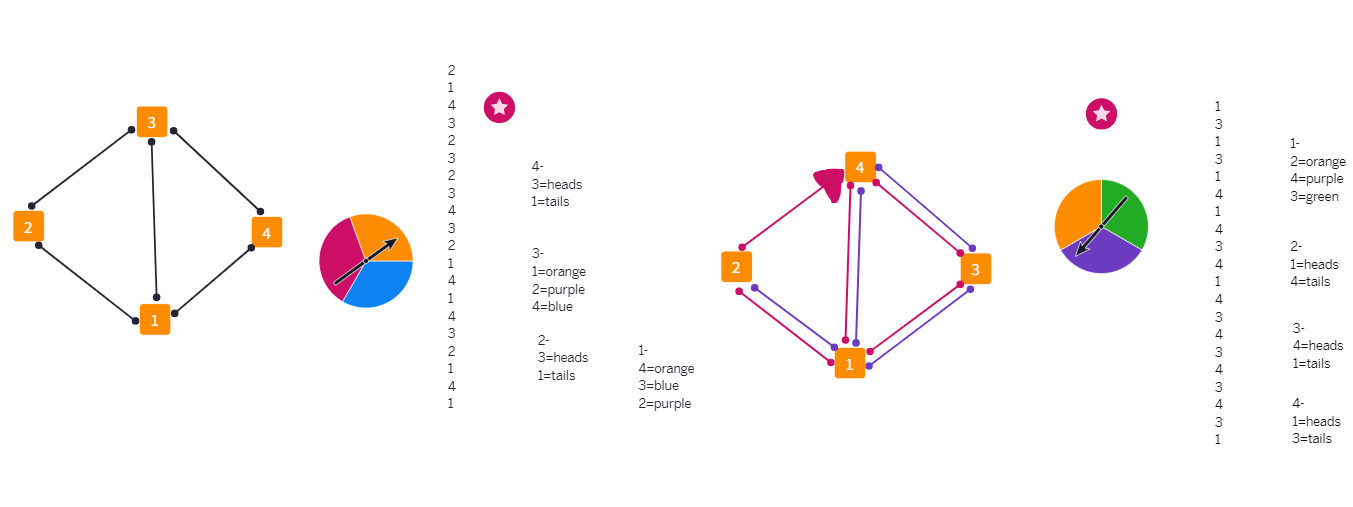 3
2
4
1
2
1
4
3
2
3
2
3
4
3
2
1
4
1
4
3
2
1
4
1
4-
3=heads
1=tails
3-
1=orange
2=purple
4=blue
2-
3=heads
1=tails
1-
4=orange
3=blue
2=purple
4
2
3
1
1
3
1
3
1
4
1
4
3
4
1
4
3
4
3
4
3
4
3
1
1-
2=orange
4=purple
3=green
2-
1=heads
4=tails
3-
4=heads
1=tails
4-
1=heads
3=tails